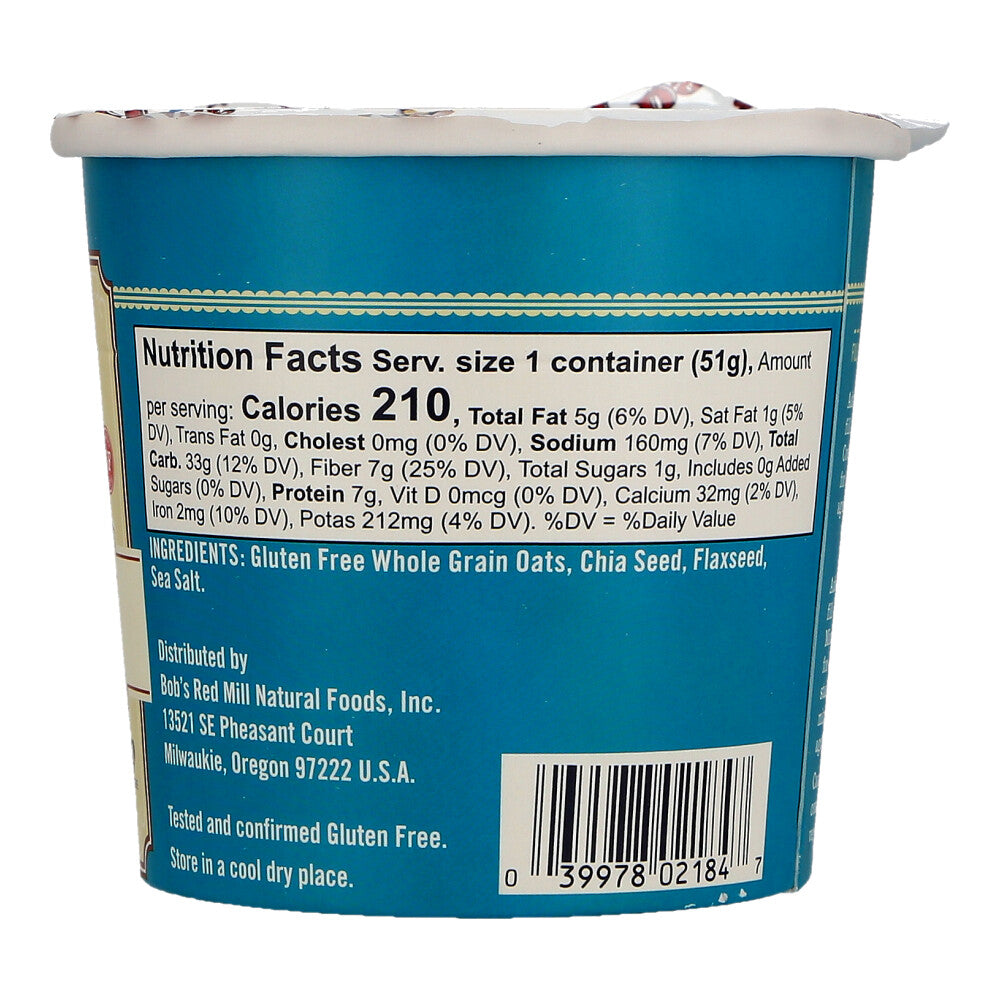 Nutrition Facts Serv. size 1 container (51g), Amount
per serving: Calories 210, Total Fat 5g (6% DV), Sat Fat 1g (5%
DV), Trans Fat 0g, Cholest 0mg (0% DV), Sodium 160mg (7% DV), Total
Carb. 33g (12% DV), Fiber 7g (25% DV), Total Sugars 1g, Includes 0g Added
Sugars (0% DV), Protein 7g, Vit D 0mcg (0% DV), Calcium 32mg (2% DV),
Iron 2mg (10% DV), Potas 212mg (4% DV). %DV = %Daily Value
INGREDIENTS: Gluten Free Whole Grain Oats, Chia Seed, Flaxseed,
Sea Salt.
Distributed by
Bob's Red Mill Natural Foods, Inc.
13521 SE Pheasant Court
Milwaukie, Oregon 97222 U.S.A.
Tested and confirmed Gluten Free.
Store in a cool dry place.
0 39978 02184 7